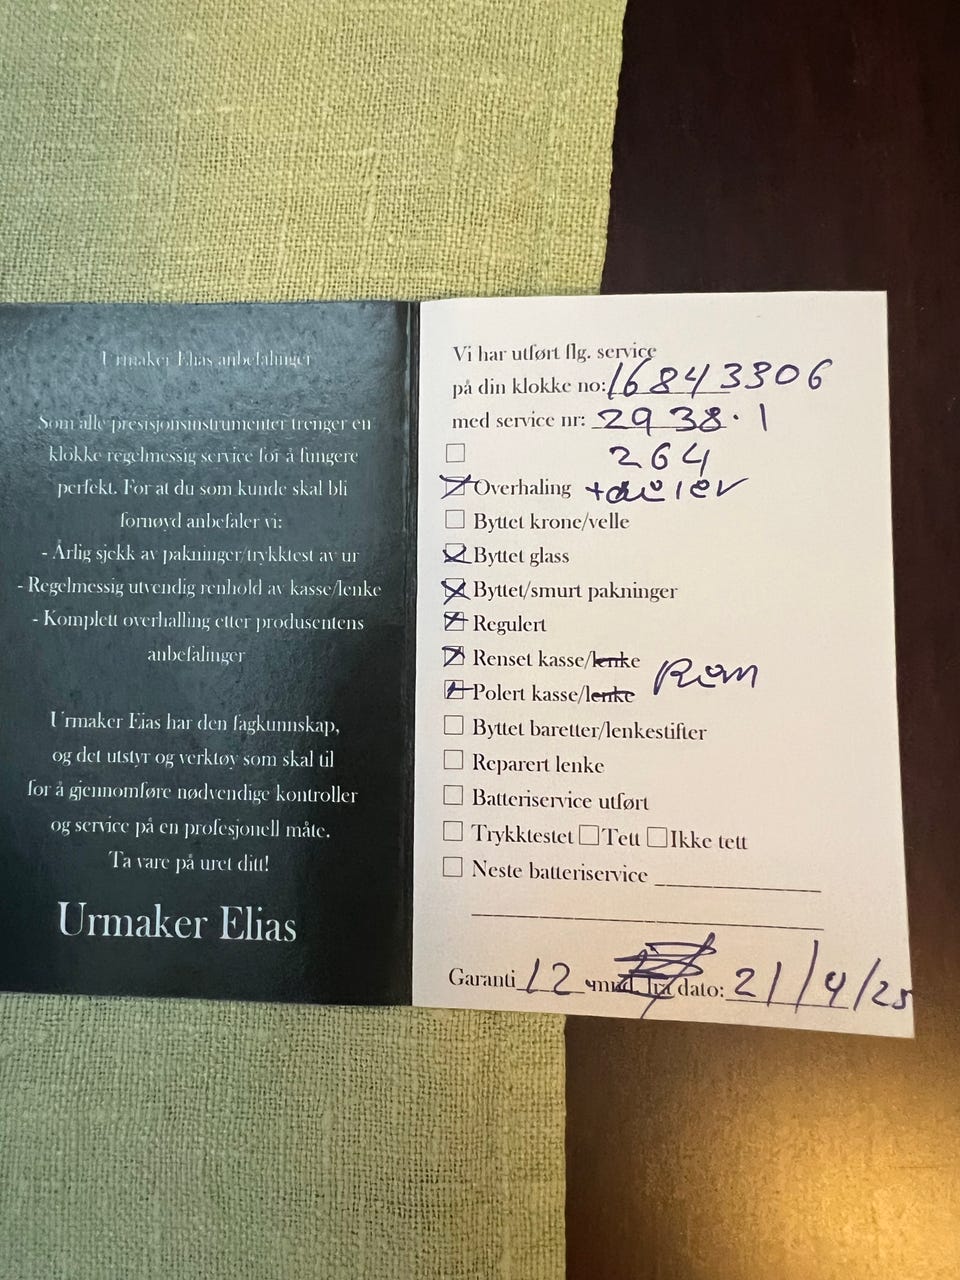 Urmaker Elias anbefalinger
Som alle presisjonsinstrumenter trenger en
klokke regelmessig service for å fungere
perfekt. For at du som kunde skal bli
fornøyd anbefaler vi:
- Årlig sjekk av pakninger/trykktest av ur
- Regelmessig utvendig renhold av kasse/lenke
- Komplett overhalling etter produsentens
anbefalinger
Urmaker Eias har den fagkunnskap,
og det utstyr og verktøy som skal til
for å gjennomføre nødvendige kontroller
og service på en profesjonell måte.
Ta vare på uret ditt!
Urmaker Elias
Vi har utført flg. service
på din klokke no: 16843306
med service nr: 2938.1
264
Overhaling + deler
Byttet krone/velle
Byttet glass
Byttet/smurt pakninger
Regulert
Renset kasse/lenke
Polert kasse/lenke Rem
Byttet baretter/lenkestifter
Reparert lenke
Batteriservice utført
Trykktestet Tett Ikke tett
Neste batteriservice
Garanti 12 mnd. fra dato: 21/4/25